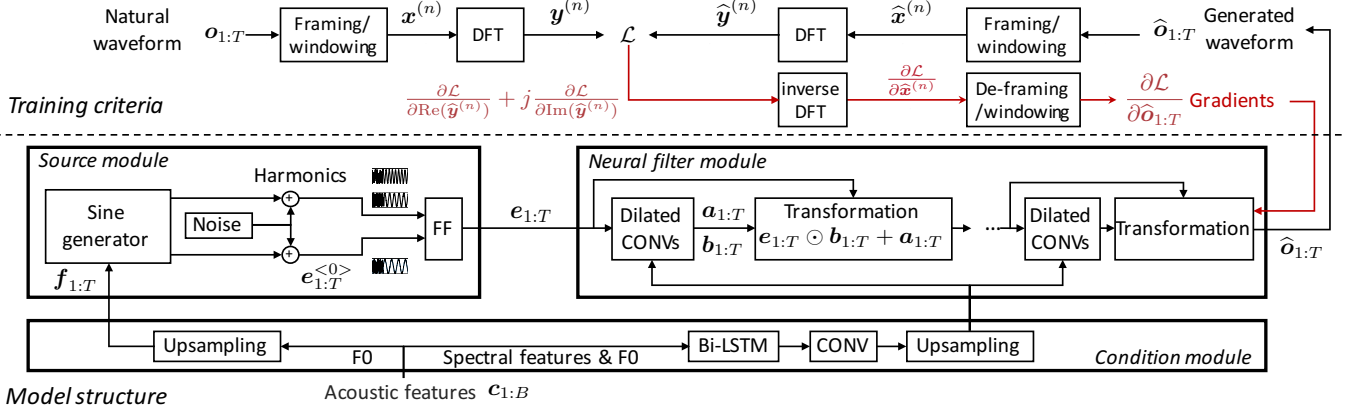 Natural waveform
𝒐_{1:T}
Framing/ windowing
𝒙^{(n)}
DFT
𝒚^{(n)}
ℒ
ŷ^{(n)}
DFT
x̂^{(n)}
Framing/ windowing
ô_{1:T}
Generated waveform
Training criteria
∂ℒ/∂Re(ŷ^{(n)}) + j ∂ℒ/∂Im(ŷ^{(n)})
inverse DFT
∂ℒ/∂x̂^{(n)}
De-framing /windowing
∂ℒ/∂ô_{1:T}
Gradients
Source module
Sine generator
Harmonics
Noise
+
+
e_{1:T}^{<0>}
f_{1:T}
FF
e_{1:T}
Neural filter module
Dilated CONVs
a_{1:T}
b_{1:T}
Transformation
e_{1:T} ⊙ b_{1:T} + a_{1:T}
...
Dilated CONVs
Transformation
ô_{1:T}
Upsampling
F0
Spectral features & F0
Bi-LSTM
CONV
Upsampling
Condition module
Acoustic features c_{1:B}
Model structure